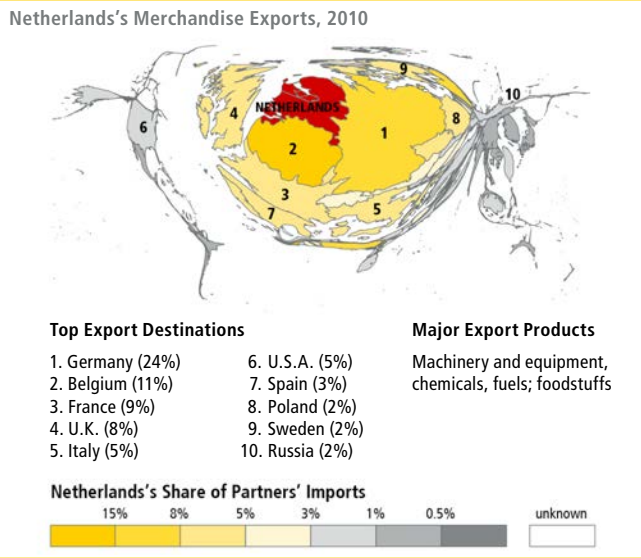 Netherlands's Merchandise Exports, 2010
9
10
NETHERLANDS
4
8
6
1
2
3
5
7
Top Export Destinations
1. Germany (24%)
2. Belgium (11%)
3. France (9%)
4. U.K. (8%)
5. Italy (5%)
6. U.S.A. (5%)
7. Spain (3%)
8. Poland (2%)
9. Sweden (2%)
10. Russia (2%)
Major Export Products
Machinery and equipment,
chemicals, fuels; foodstuffs
Netherlands's Share of Partners' Imports
15% 8% 5% 3% 1% 0.5% unknown